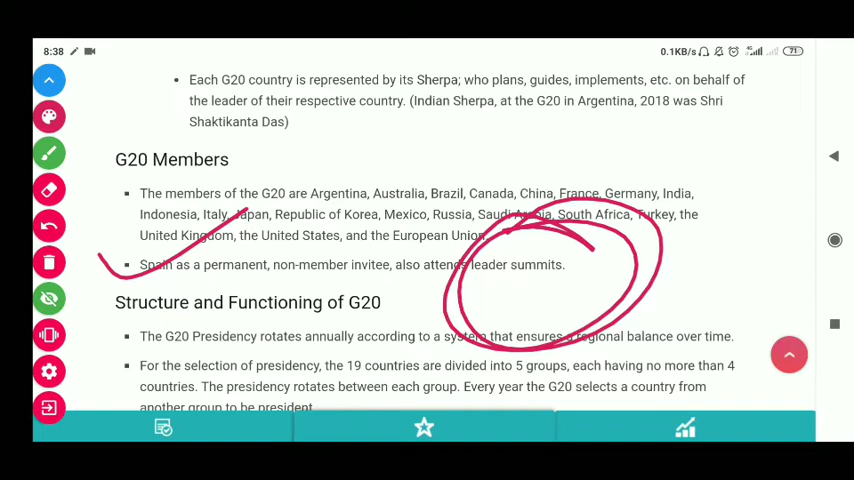 8:38
0.1KB/s 4G 71
Each G20 country is represented by its Sherpa; who plans, guides, implements, etc. on behalf of
the leader of their respective country. (Indian Sherpa, at the G20 in Argentina, 2018 was Shri
Shaktikanta Das)
G20 Members
The members of the G20 are Argentina, Australia, Brazil, Canada, China, France, Germany, India,
Indonesia, Italy, Japan, Republic of Korea, Mexico, Russia, Saudi Arabia, South Africa, Turkey, the
United Kingdom, the United States, and the European Union.
Spain as a permanent, non-member invitee, also attends leader summits.
Structure and Functioning of G20
The G20 Presidency rotates annually according to a system that ensures a regional balance over time.
For the selection of presidency, the 19 countries are divided into 5 groups, each having no more than 4
countries. The presidency rotates between each group. Every year the G20 selects a country from
another group to be president.